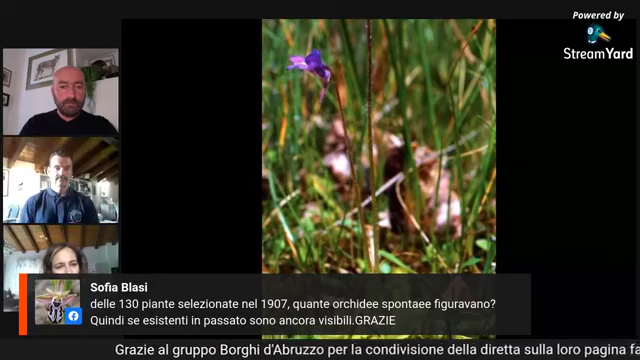 Powered by
StreamYard
Sofia Blasi
delle 130 piante selezionate nel 1907, quante orchidee spontaee figuravano?
Quindi se esistenti in passato sono ancora visibili.GRAZIE
Grazie al gruppo Borghi d'Abruzzo per la condivisione della diretta sulla loro pagina fa